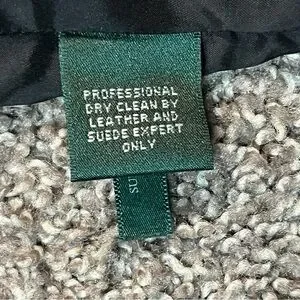 PROFESSIONAL
DRY CLEAN BY
LEATHER AND
SUEDE EXPERT
ONLY